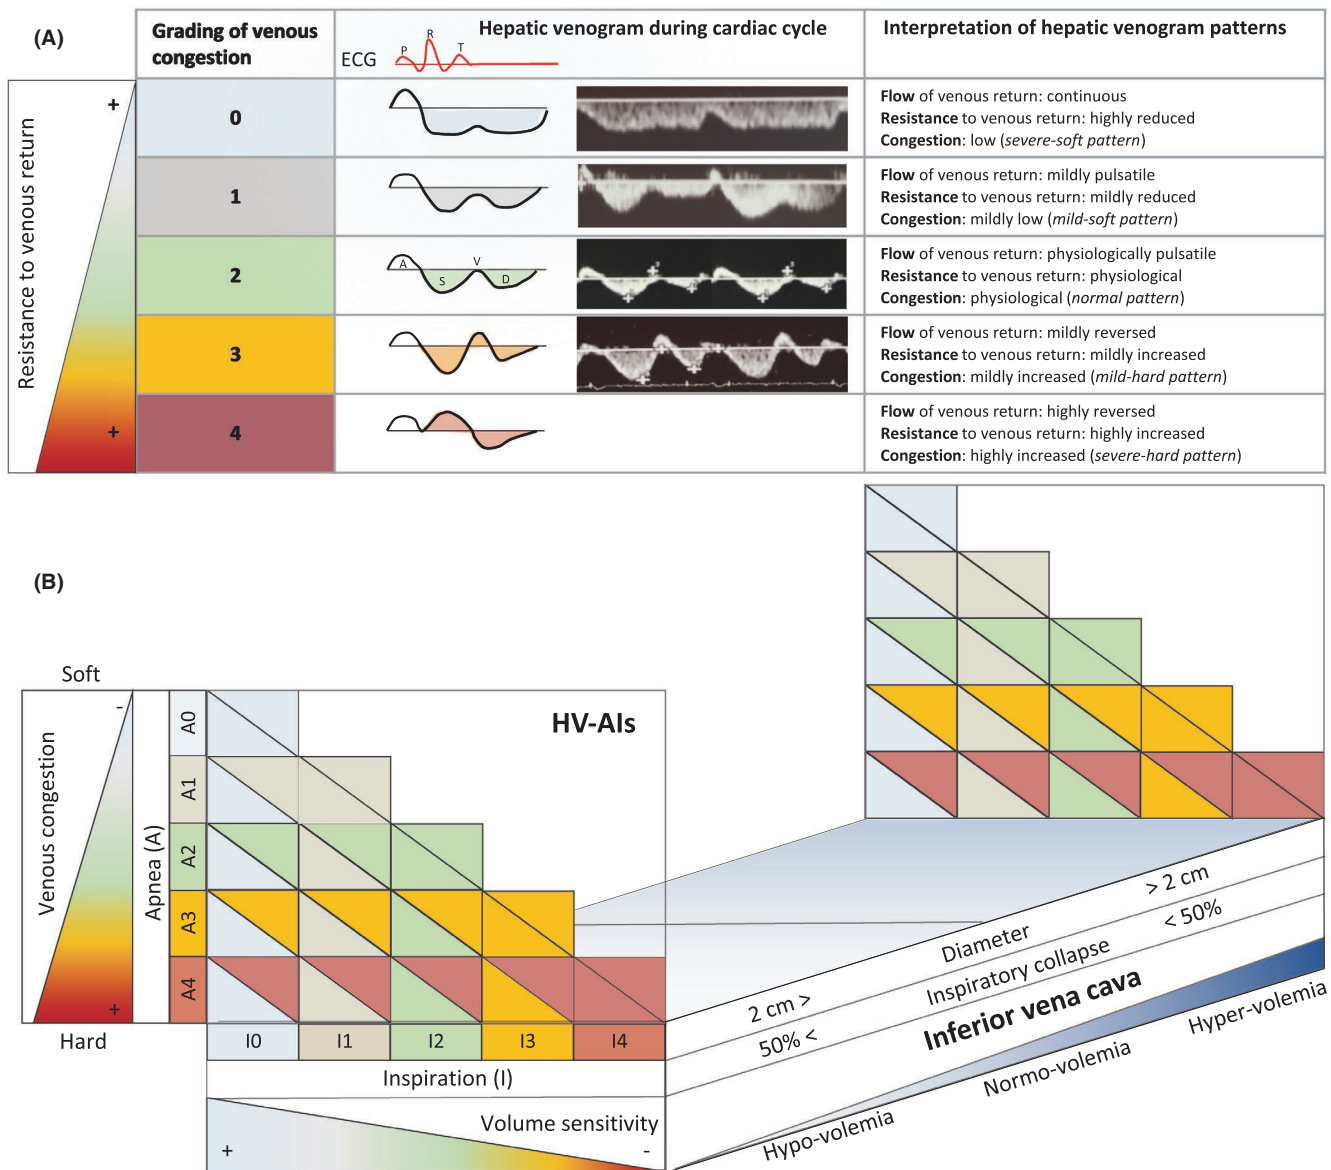 (A)
Grading of venous
congestion
Hepatic venogram during cardiac cycle
ECG
P
R
T
Interpretation of hepatic venogram patterns
Resistance to venous return
+
+
0
Flow of venous return: continuous
Resistance to venous return: highly reduced
Congestion: low (severe-soft pattern)
1
Flow of venous return: mildly pulsatile
Resistance to venous return: mildly reduced
Congestion: mildly low (mild-soft pattern)
2
A
S
V
D
Flow of venous return: physiologically pulsatile
Resistance to venous return: physiological
Congestion: physiological (normal pattern)
3
Flow of venous return: mildly reversed
Resistance to venous return: mildly increased
Congestion: mildly increased (mild-hard pattern)
4
Flow of venous return: highly reversed
Resistance to venous return: highly increased
Congestion: highly increased (severe-hard pattern)
(B)
Soft
-
Venous congestion
+
Hard
Apnea (A)
A0
A1
A2
A3
A4
HV-AIs
I0
I1
I2
I3
I4
Inspiration (I)
Volume sensitivity
+
-
2 cm >
Diameter
> 2 cm
50% <
Inspiratory collapse
< 50%
Inferior vena cava
Hypo-volemia
Normo-volemia
Hyper-volemia